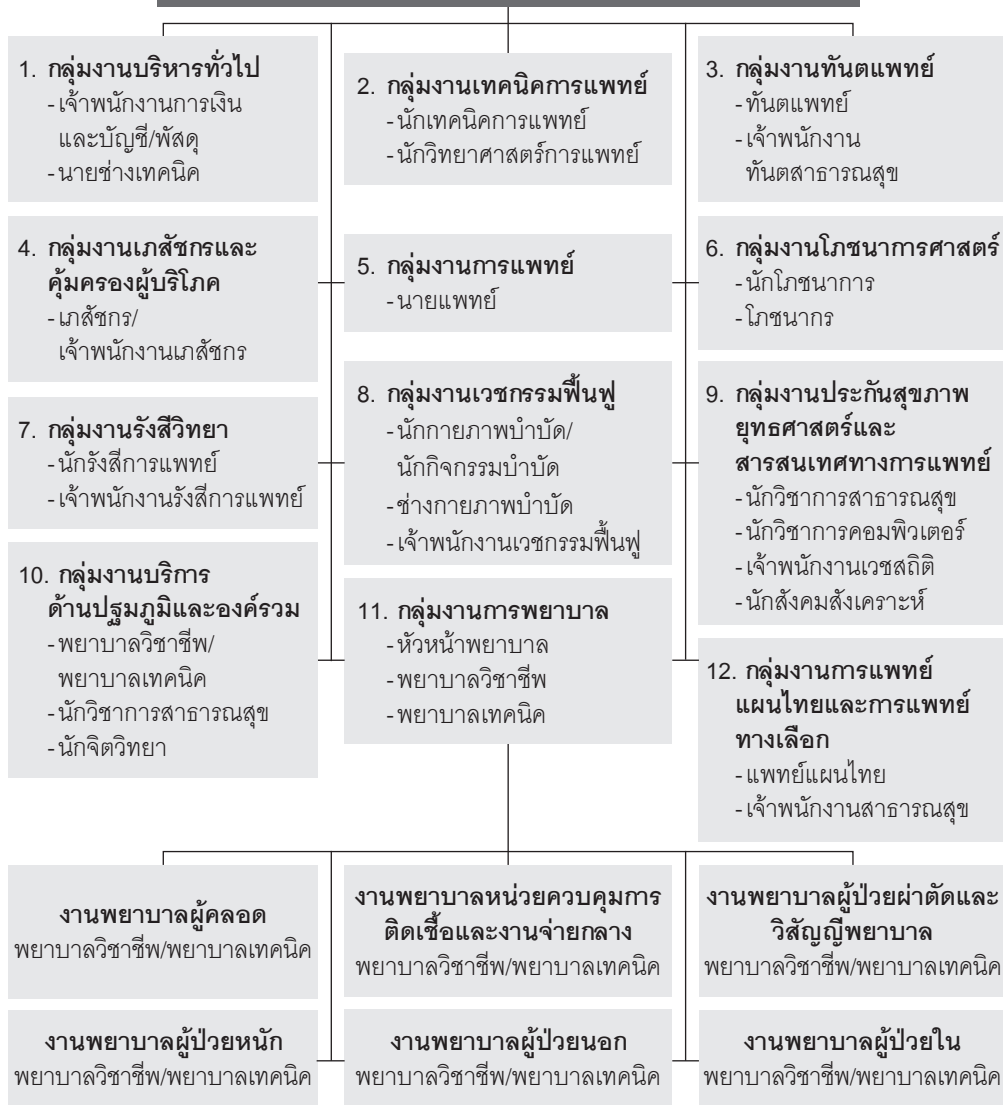 1. กลุ่มงานบริหารทั่วไป
- เจ้าพนักงานการเงิน
และบัญชี/พัสดุ
- นายช่างเทคนิค
2. กลุ่มงานเทคนิคการแพทย์
- นักเทคนิคการแพทย์
- นักวิทยาศาสตร์การแพทย์
3. กลุ่มงานทันตแพทย์
- ทันตแพทย์
- เจ้าพนักงาน
ทันตสาธารณสุข
4. กลุ่มงานเภสัชกรและ
คุ้มครองผู้บริโภค
- เภสัชกร/
เจ้าพนักงานเภสัชกร
5. กลุ่มงานการแพทย์
- นายแพทย์
6. กลุ่มงานโภชนาการศาสตร์
- นักโภชนาการ
- โภชนากร
7. กลุ่มงานรังสีวิทยา
- นักรังสีการแพทย์
- เจ้าพนักงานรังสีการแพทย์
8. กลุ่มงานเวชกรรมฟื้นฟู
- นักกายภาพบำบัด/
นักกิจกรรมบำบัด
- ช่างกายภาพบำบัด
- เจ้าพนักงานเวชกรรมฟื้นฟู
9. กลุ่มงานประกันสุขภาพ
ยุทธศาสตร์และ
สารสนเทศทางการแพทย์
- นักวิชาการสาธารณสุข
- นักวิชาการคอมพิวเตอร์
- เจ้าพนักงานเวชสถิติ
- นักสังคมสังเคราะห์
10. กลุ่มงานบริการ
ด้านปฐมภูมิและองค์รวม
- พยาบาลวิชาชีพ/
พยาบาลเทคนิค
- นักวิชาการสาธารณสุข
- นักจิตวิทยา
11. กลุ่มงานการพยาบาล
- หัวหน้าพยาบาล
- พยาบาลวิชาชีพ
- พยาบาลเทคนิค
12. กลุ่มงานการแพทย์
แผนไทยและการแพทย์
ทางเลือก
- แพทย์แผนไทย
- เจ้าพนักงานสาธารณสุข
งานพยาบาลผู้คลอด
พยาบาลวิชาชีพ/พยาบาลเทคนิค
งานพยาบาลหน่วยควบคุมการ
ติดเชื้อและงานจ่ายกลาง
พยาบาลวิชาชีพ/พยาบาลเทคนิค
งานพยาบาลผู้ป่วยผ่าตัดและ
วิสัญญีพยาบาล
พยาบาลวิชาชีพ/พยาบาลเทคนิค
งานพยาบาลผู้ป่วยหนัก
พยาบาลวิชาชีพ/พยาบาลเทคนิค
งานพยาบาลผู้ป่วยนอก
พยาบาลวิชาชีพ/พยาบาลเทคนิค
งานพยาบาลผู้ป่วยใน
พยาบาลวิชาชีพ/พยาบาลเทคนิค